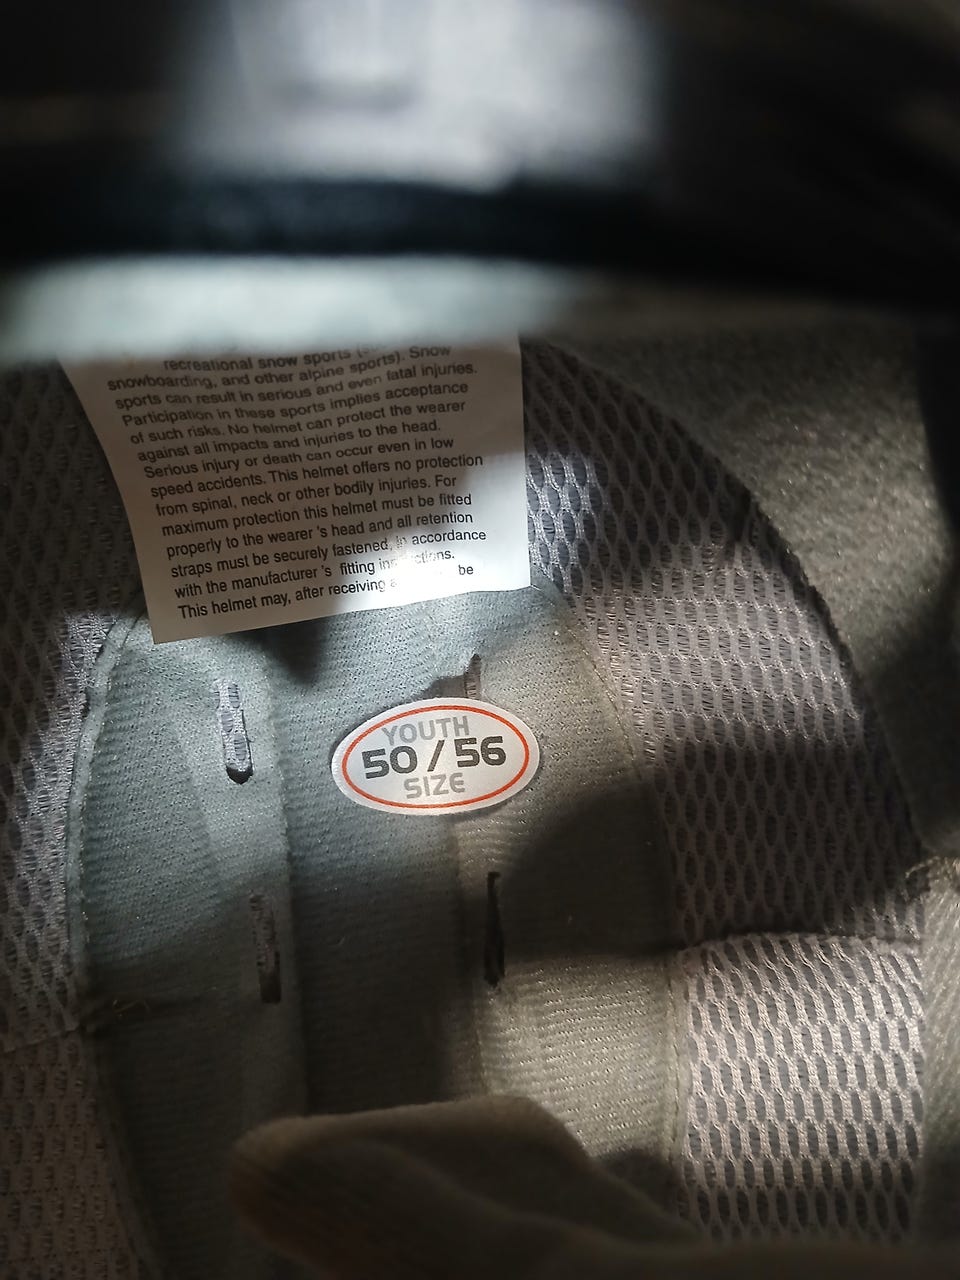 recreational snow sports
snowboarding, and other alpine sports). Snow
sports can result in serious and even fatal injuries.
Participation in these sports implies acceptance
of such risks. No helmet can protect the wearer
against all impacts and injuries to the head.
Serious injury or death can occur even in low
speed accidents. This helmet offers no protection
from spinal, neck or other bodily injuries. For
maximum protection this helmet must be fitted
properly to the wearer 's head and all retention
straps must be securely fastened, in accordance
with the manufacturer 's fitting instructions.
This helmet may, after receiving be
YOUTH
50 / 56
SIZE